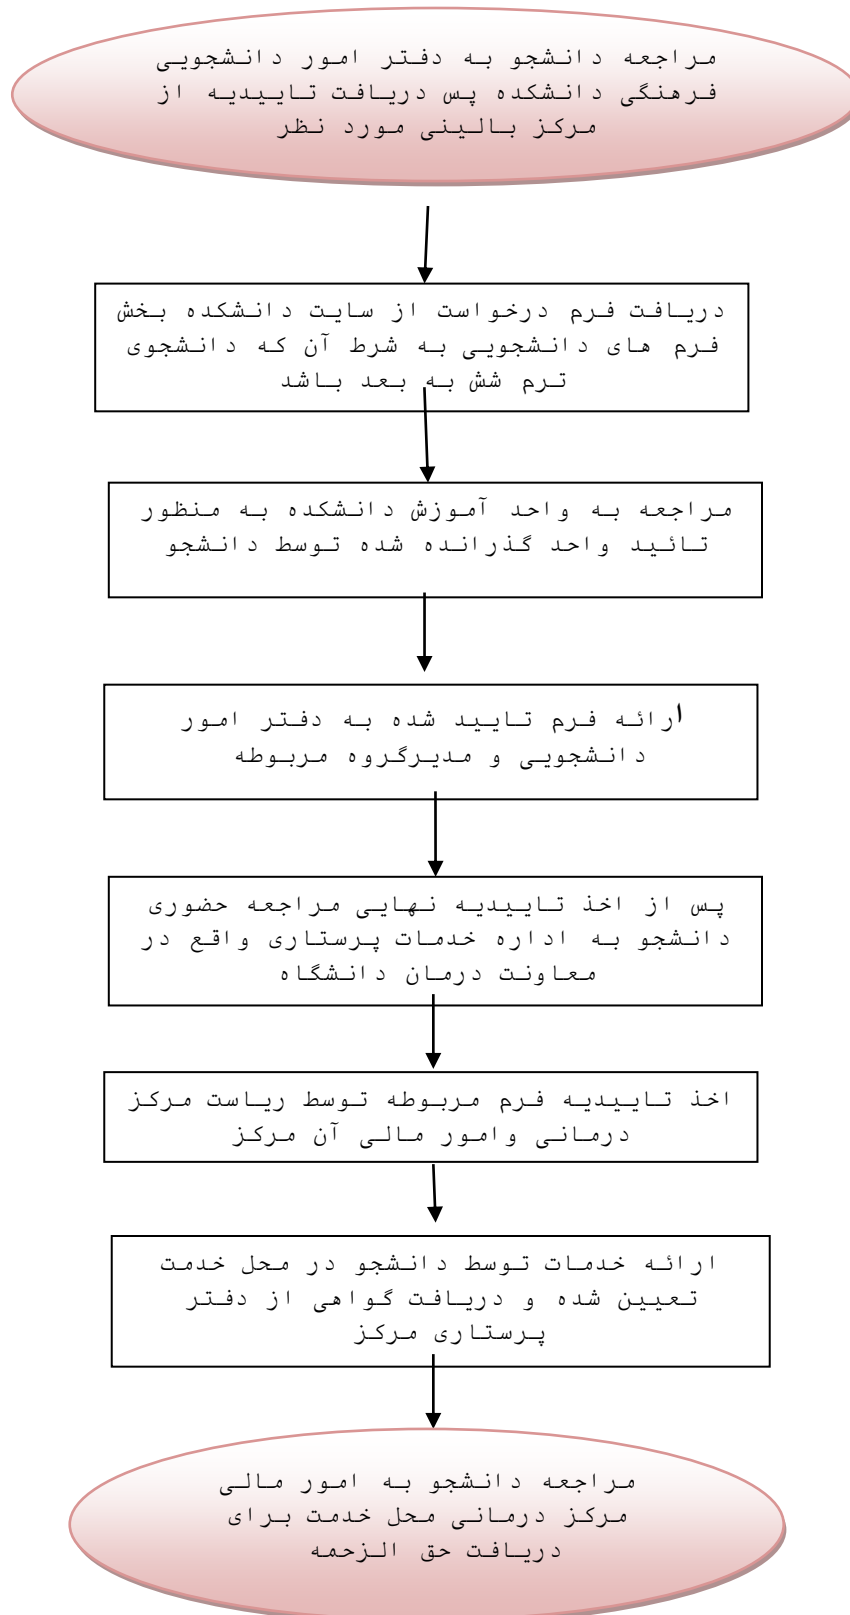 مراجعه دانشجو به دفتر امور دانشجویی
فرهنگی دانشکده پس دریافت تاییدیه از
مرکز بالینی مورد نظر
دریافت فرم درخواست از سایت دانشکده بخش
فرم های دانشجویی به شرط آن که دانشجوی
ترم شش به بعد باشد
مراجعه به واحد آموزش دانشکده به منظور
تائید واحد گذرانده شده توسط دانشجو
ارائه فرم تایید شده به دفتر امور
دانشجویی و مدیرگروه مربوطه
پس از اخذ تاییدیه نهایی مراجعه حضوری
دانشجو به اداره خدمات پرستاری واقع در
معاونت درمان دانشگاه
اخذ تاییدیه فرم مربوطه توسط ریاست مرکز
درمانی وامور مالی آن مرکز
ارائه خدمات توسط دانشجو در محل خدمت
تعیین شده و دریافت گواهی از دفتر
پرستاری مرکز
مراجعه دانشجو به امور مالی
مرکز درمانی محل خدمت برای
دریافت حق الزحمه